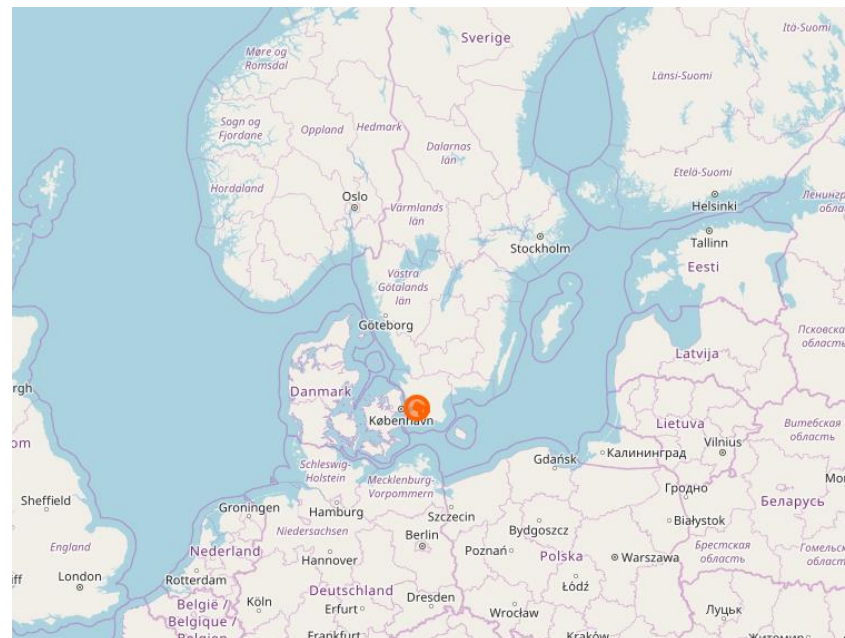 Sverige
Itä-Suomi
Møre og
Romsdal
Länsi-Suomi
Sogn og
Fjordane
Oppland
Hedmark
Dalarnas
län
Etelä-Suomi
Hordaland
Oslo
Värmlands
län
Helsinki
Stockholm
Tallinn
Eesti
Västra
Götalands
län
Göteborg
Псковская
область
Latvija
Danmark
København
Lietuva
Vilnius
Витебская
область
Gdańsk
Калининград
Schleswig-
Holstein
Mecklenburg-
Vorpommern
Гродно
Беларусь
Sheffield
Groningen
Hamburg
Szczecin
Białystok
England
Niedersachsen
Berlin
Bydgoszcz
Nederland
Hannover
Poznań
Polska
Warszawa
Брестская
область
London
Rotterdam
Łódź
België /
Belgique /
Köln
Deutschland
Erfurt
Dresden
Wrocław
Луцьк
Kraków